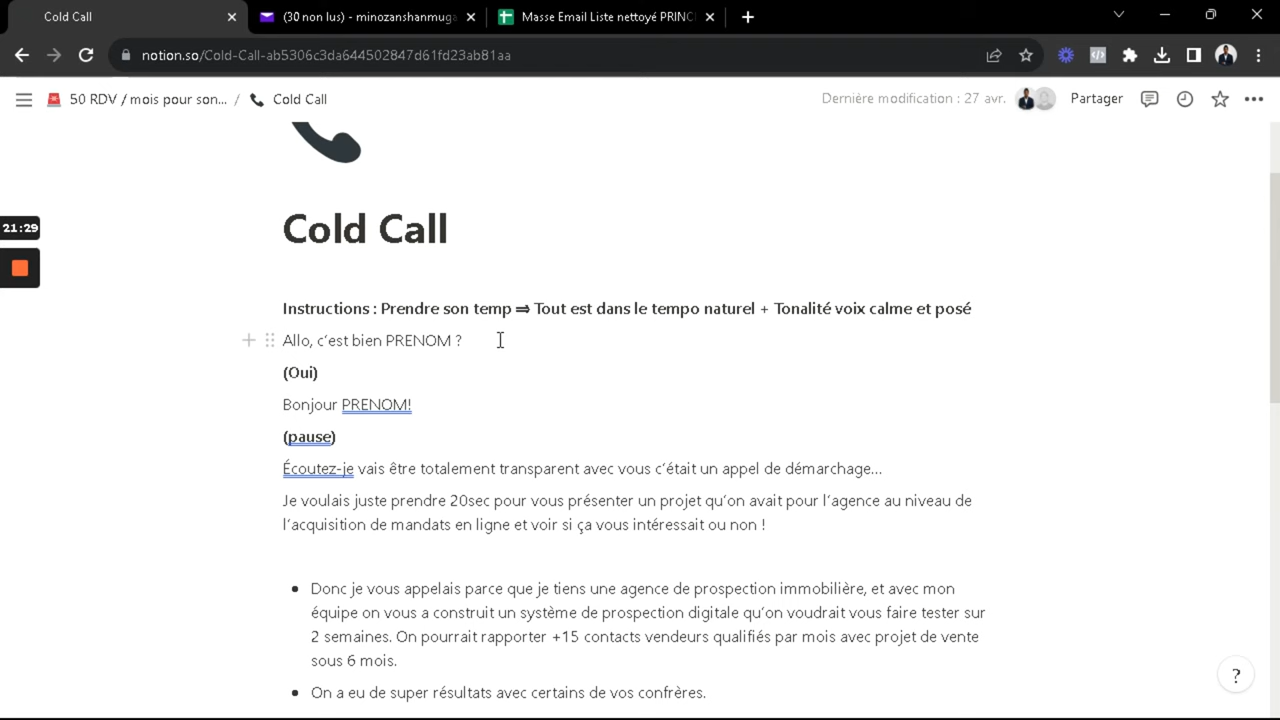 Cold Call
(30 non lus) - minozanshanmuga
Masse Email Liste nettoyé PRINC
notion.so/Cold-Call-ab5306c3da644502847d61fd23ab81aa
50 RDV / mois pour son... / Cold Call
Dernière modification : 27 avr.
Partager
21:29
Cold Call
Instructions : Prendre son temp ⇒ Tout est dans le tempo naturel + Tonalité voix calme et posé
Allo, c’est bien PRENOM ?
(Oui)
Bonjour PRENOM!
(pause)
Écoutez-je vais être totalement transparent avec vous c’était un appel de démarchage...
Je voulais juste prendre 20sec pour vous présenter un projet qu’on avait pour l’agence au niveau de
l’acquisition de mandats en ligne et voir si ça vous intéressait ou non !
• Donc je vous appelais parce que je tiens une agence de prospection immobilière, et avec mon
équipe on vous a construit un système de prospection digitale qu’on voudrait vous faire tester sur
2 semaines. On pourrait rapporter +15 contacts vendeurs qualifiés par mois avec projet de vente
sous 6 mois.
• On a eu de super résultats avec certains de vos confrères.
?